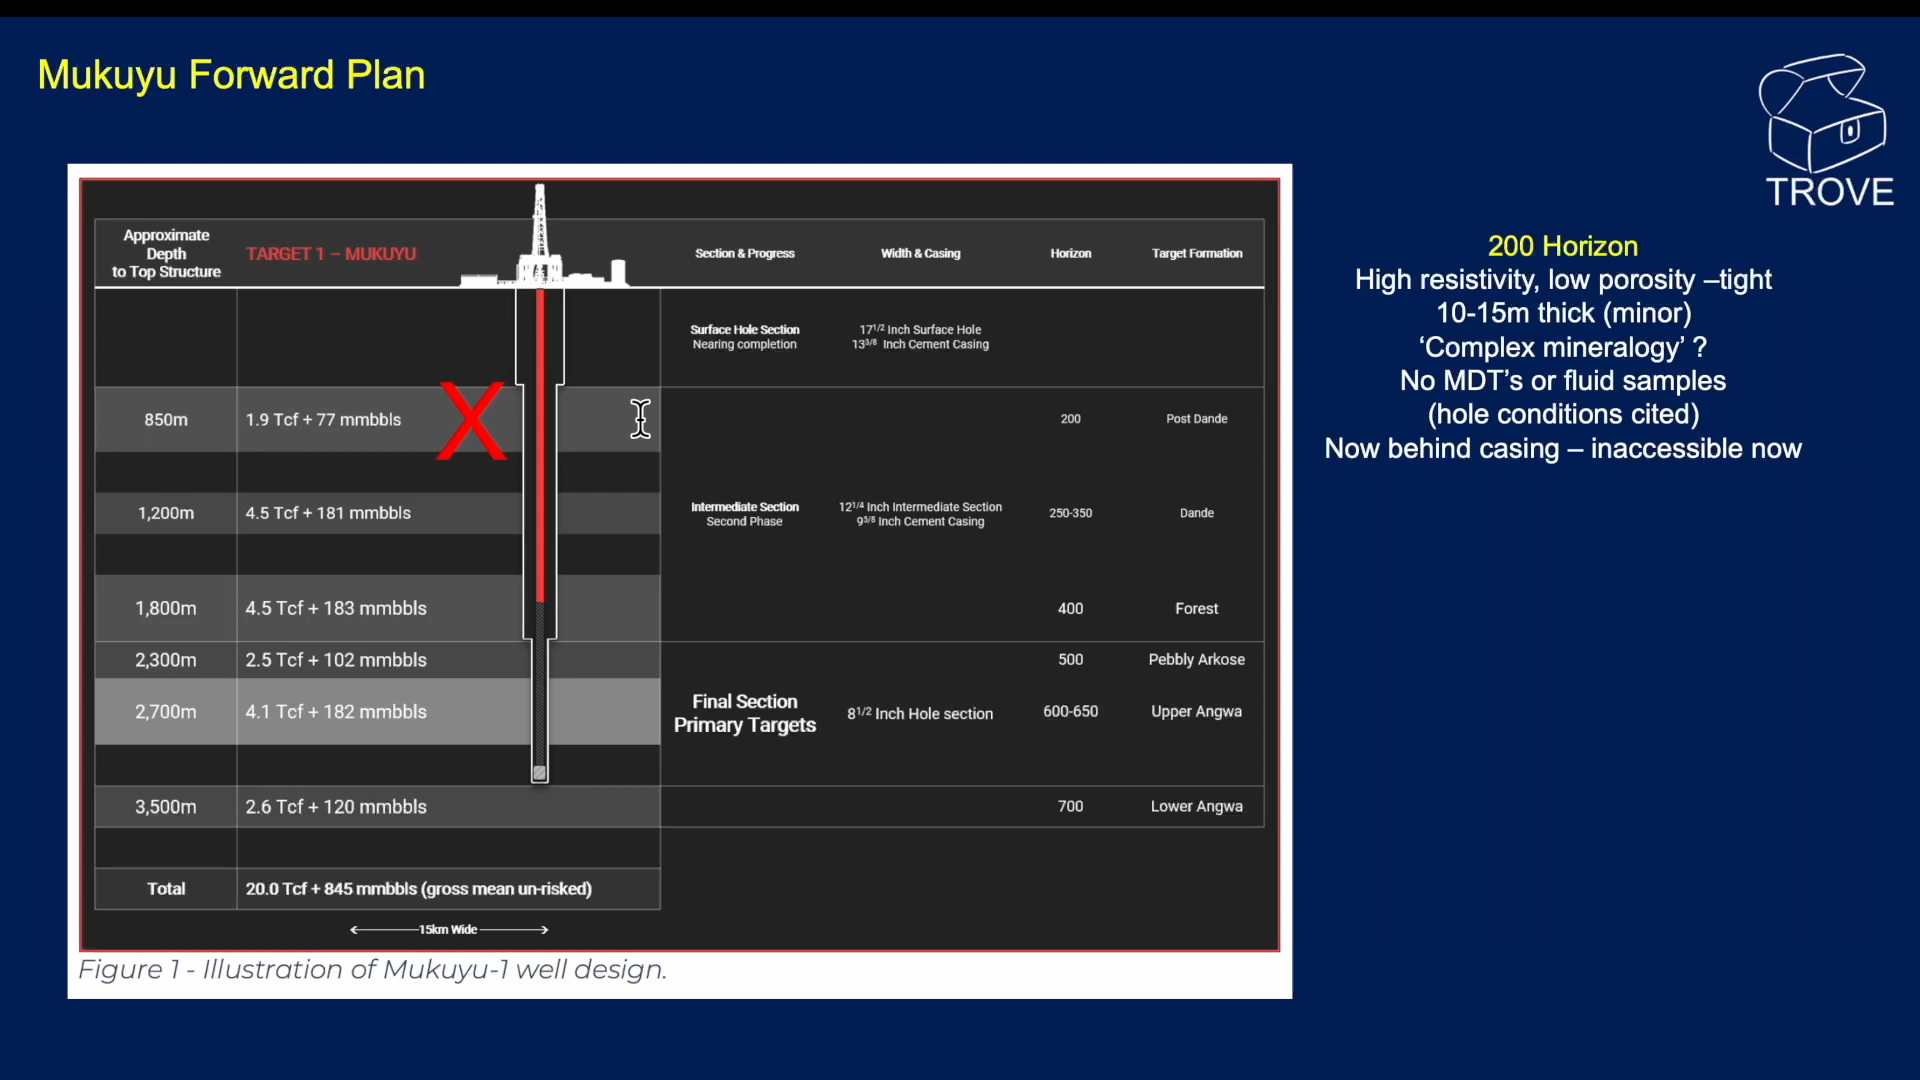 Mukuyu Forward Plan
TROVE
Approximate
Depth
to Top Structure
TARGET 1 – MUKUYU
Section & Progress
Width & Casing
Horizon
Target Formation
Surface Hole Section
Nearing completion
17 1/2 Inch Surface Hole
13 3/8 Inch Cement Casing
850m
1.9 Tcf + 77 mmbbls
X
200
Post Dande
1,200m
4.5 Tcf + 181 mmbbls
Intermediate Section
Second Phase
12 1/4 Inch Intermediate Section
9 5/8 Inch Cement Casing
250-350
Dande
1,800m
4.5 Tcf + 183 mmbbls
400
Forest
2,300m
2.5 Tcf + 102 mmbbls
500
Pebbly Arkose
2,700m
4.1 Tcf + 182 mmbbls
Final Section
Primary Targets
8 1/2 Inch Hole section
600-650
Upper Angwa
3,500m
2.6 Tcf + 120 mmbbls
700
Lower Angwa
Total
20.0 Tcf + 845 mmbbls (gross mean un-risked)
15km Wide
Figure 1 - Illustration of Mukuyu-1 well design.
200 Horizon
High resistivity, low porosity –tight
10-15m thick (minor)
‘Complex mineralogy’ ?
No MDT’s or fluid samples
(hole conditions cited)
Now behind casing – inaccessible now